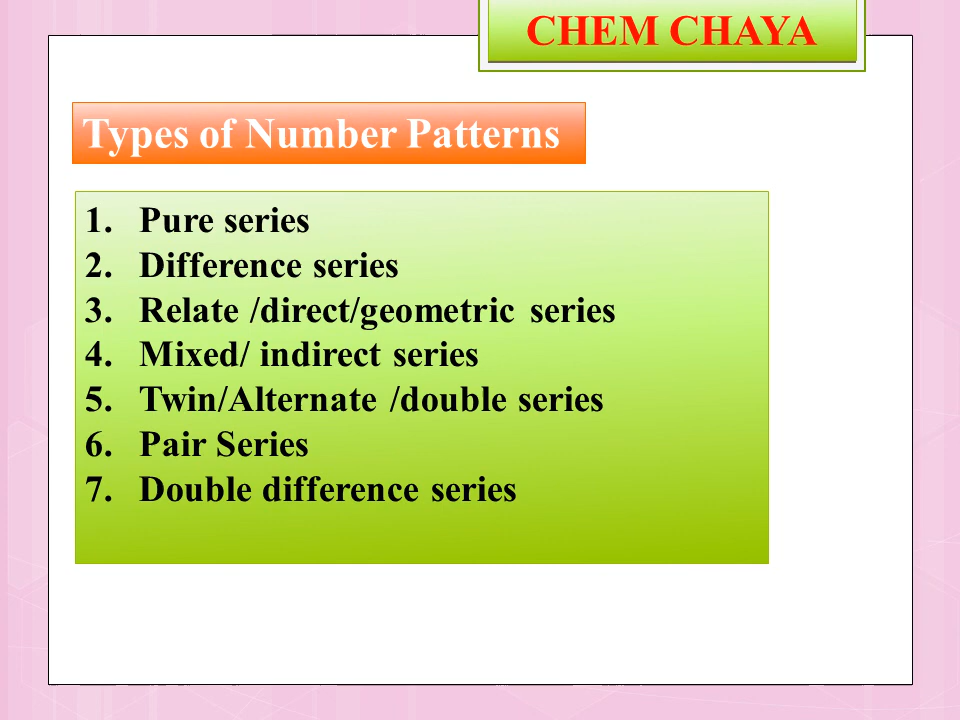 CHEM CHAYA
Types of Number Patterns
1. Pure series
2. Difference series
3. Relate /direct/geometric series
4. Mixed/ indirect series
5. Twin/Alternate /double series
6. Pair Series
7. Double difference series